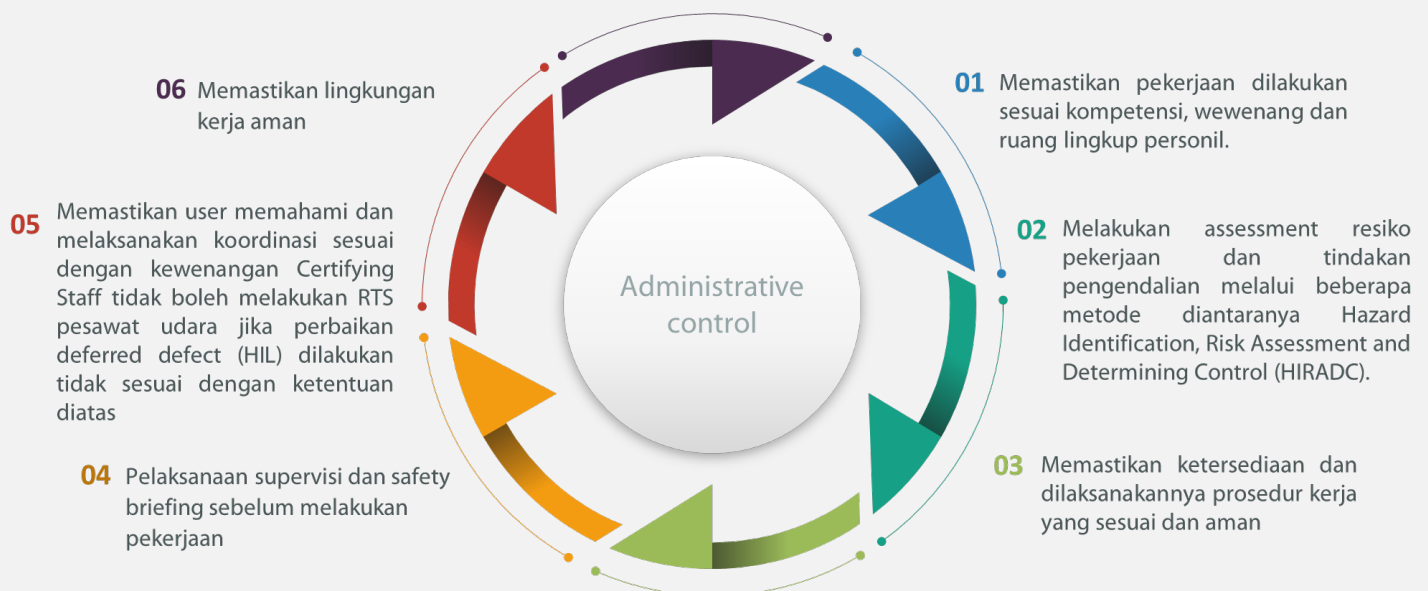 Administrative
control
01 Memastikan pekerjaan dilakukan
sesuai kompetensi, wewenang dan
ruang lingkup personil.
02 Melakukan assessment resiko
pekerjaan dan tindakan
pengendalian melalui beberapa
metode diantaranya Hazard
Identification, Risk Assessment and
Determining Control (HIRADC).
03 Memastikan ketersediaan dan
dilaksanakannya prosedur kerja
yang sesuai dan aman
04 Pelaksanaan supervisi dan safety
briefing sebelum melakukan
pekerjaan
05 Memastikan user memahami dan
melaksanakan koordinasi sesuai
dengan kewenangan Certifying
Staff tidak boleh melakukan RTS
pesawat udara jika perbaikan
deferred defect (HIL) dilakukan
tidak sesuai dengan ketentuan
diatas
06 Memastikan lingkungan
kerja aman